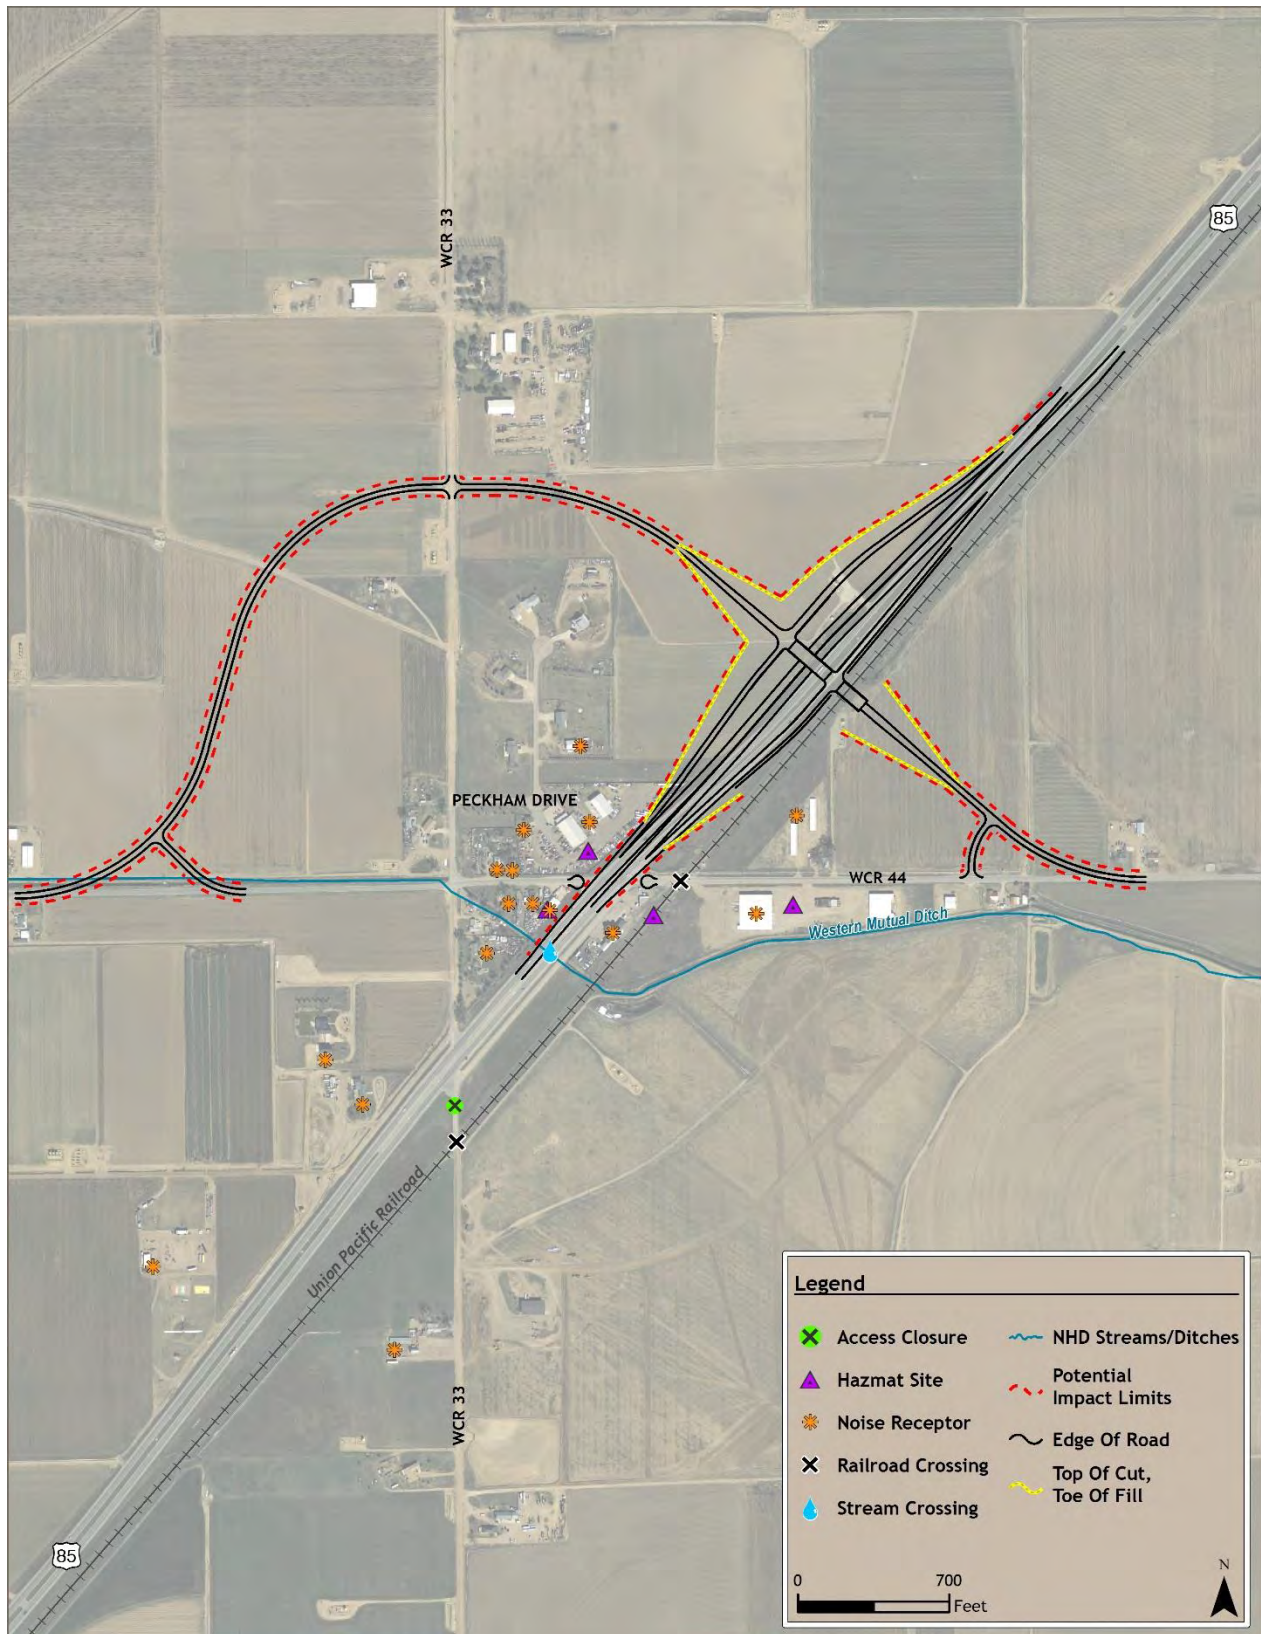 WCR 33
85
PECKHAM DRIVE
WCR 44
Western Mutual Ditch
Union Pacific Railroad
WCR 33
85
Legend
Access Closure
Hazmat Site
Noise Receptor
Railroad Crossing
Stream Crossing
NHD Streams/Ditches
Potential
Impact Limits
Edge Of Road
Top Of Cut,
Toe Of Fill
0 700
Feet
N